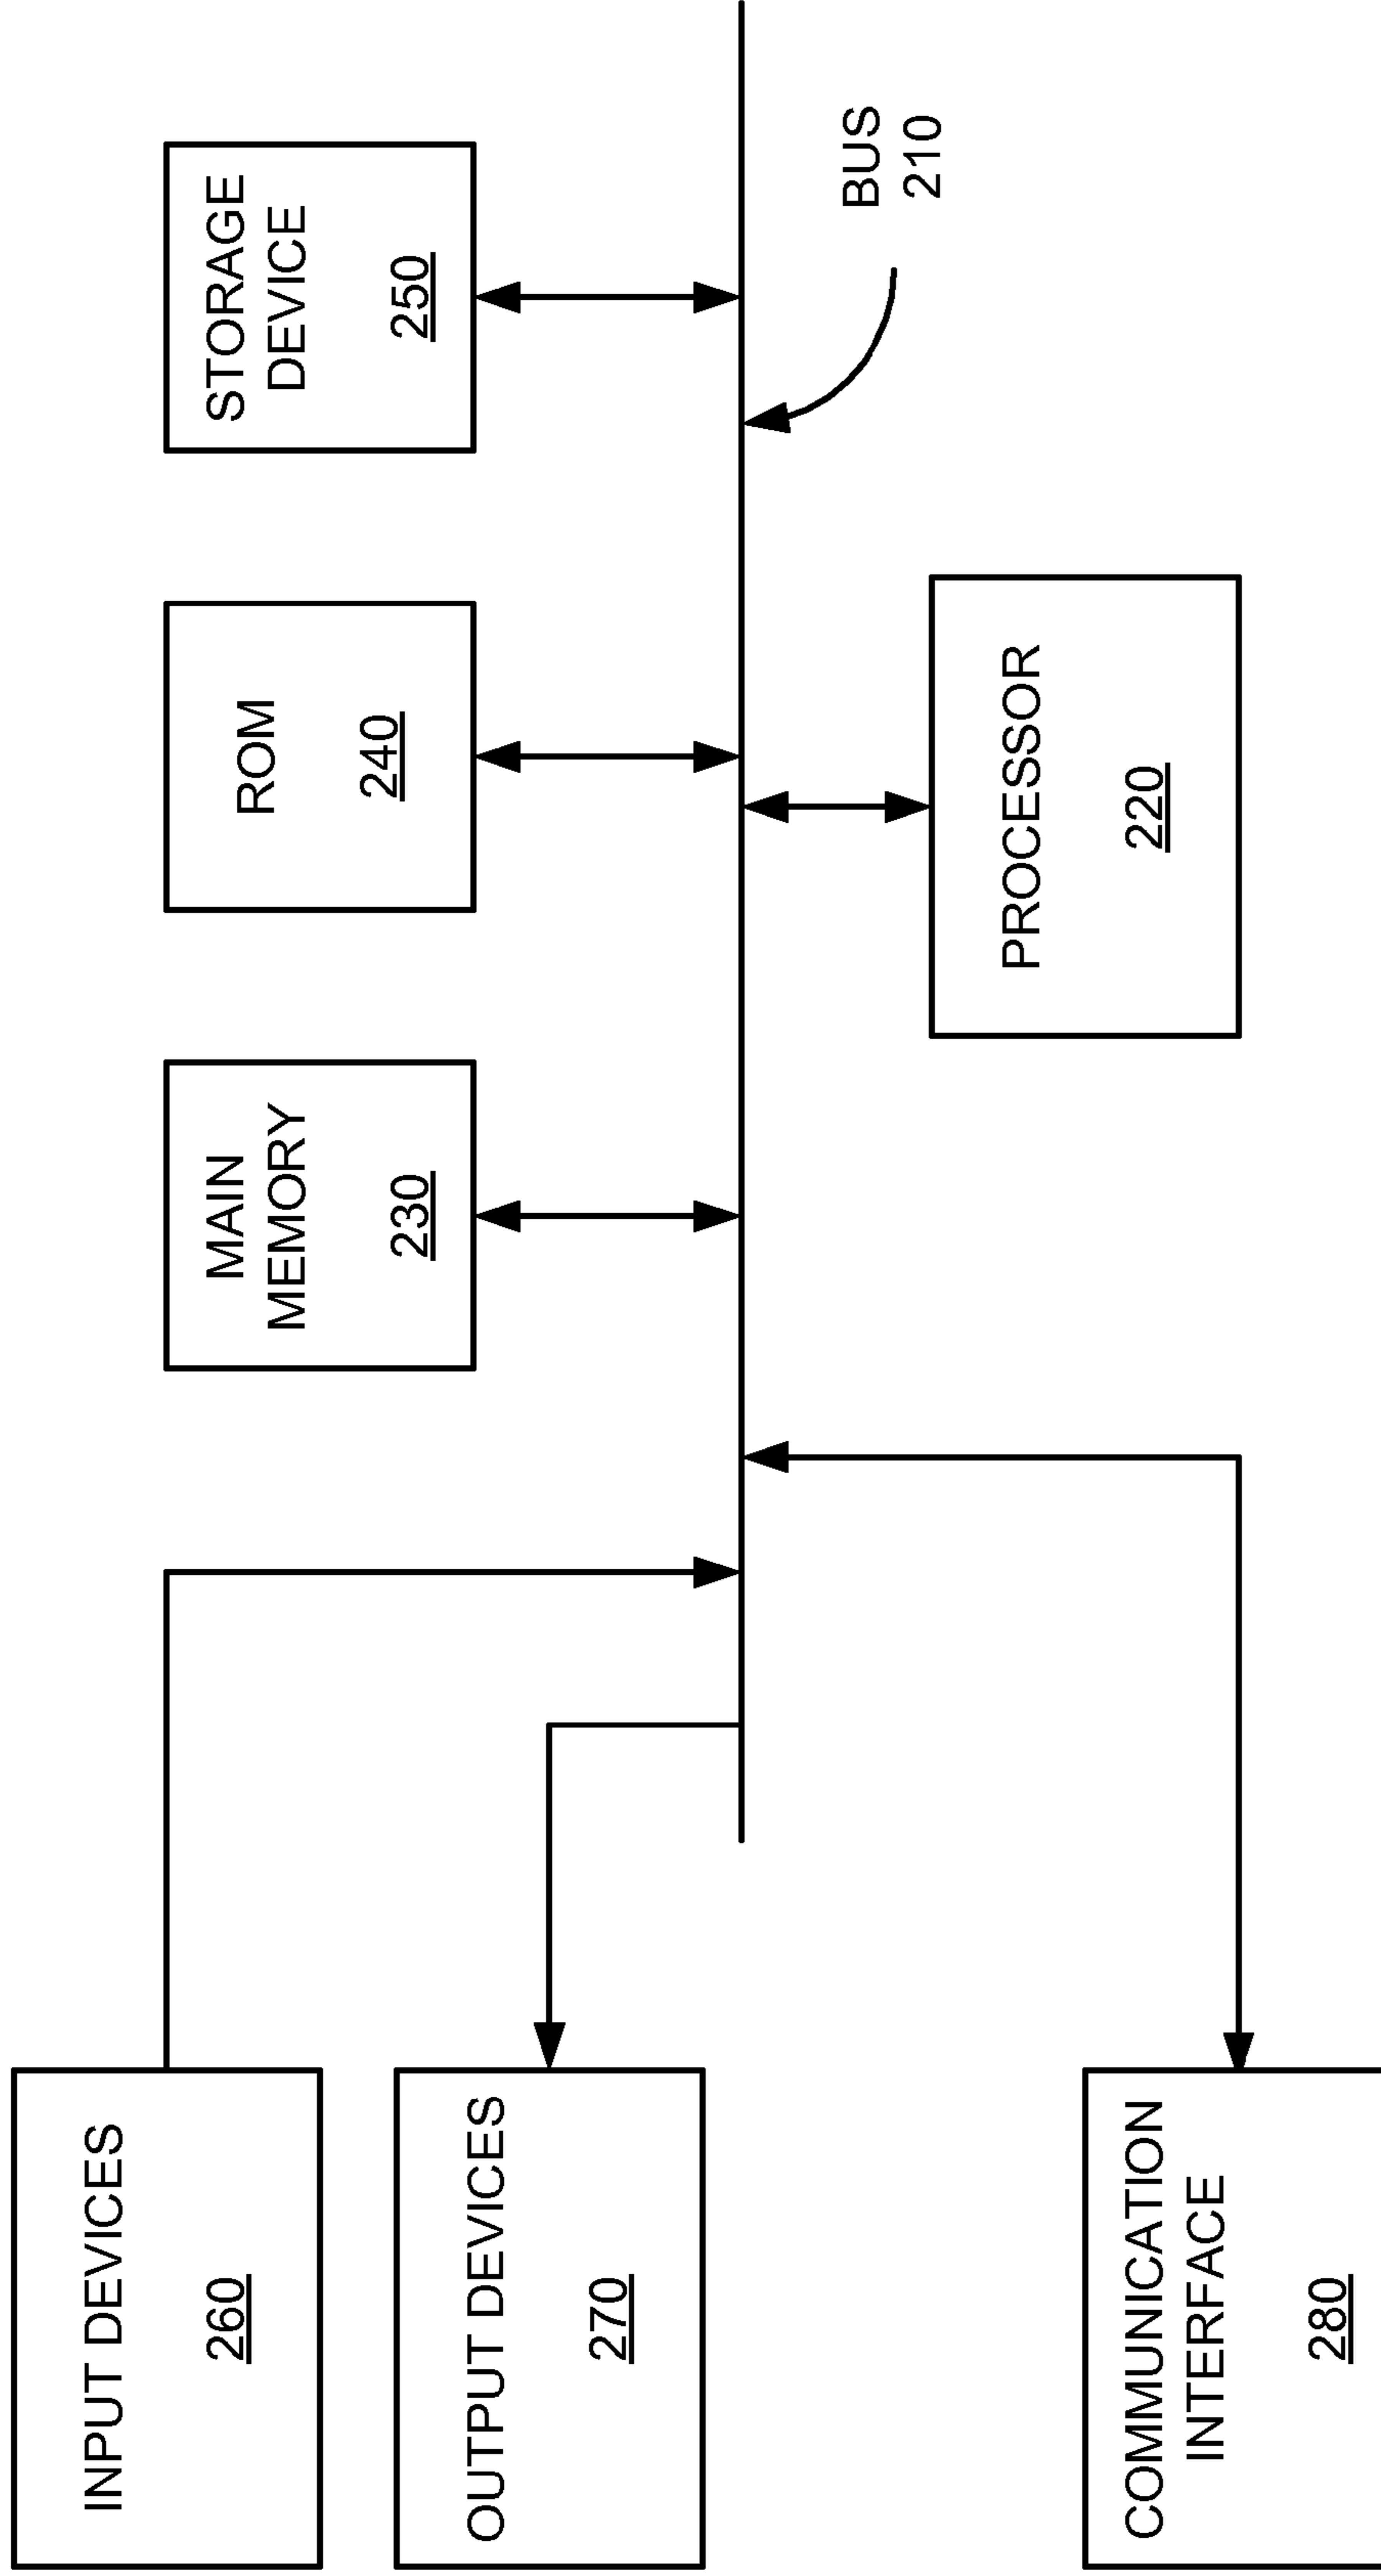 INPUT DEVICES
260
OUTPUT DEVICES
270
COMMUNICATION
INTERFACE
280
MAIN
MEMORY
230
ROM
240
STORAGE
DEVICE
250
PROCESSOR
220
BUS
210